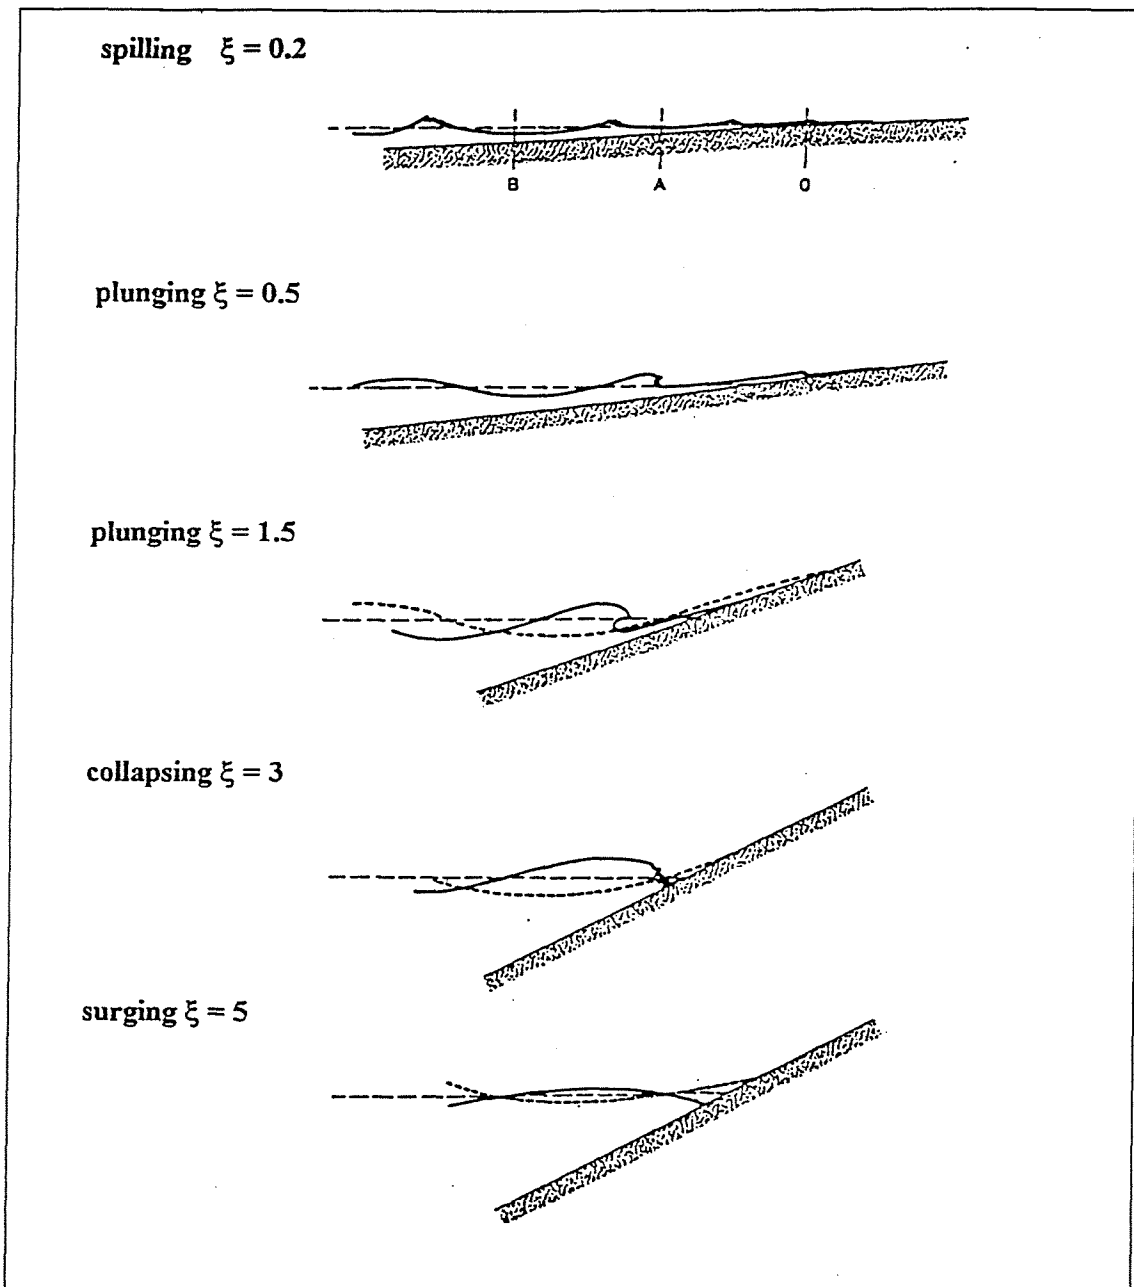 spilling ξ = 0.2
B A 0
plunging ξ = 0.5
plunging ξ = 1.5
collapsing ξ = 3
surging ξ = 5